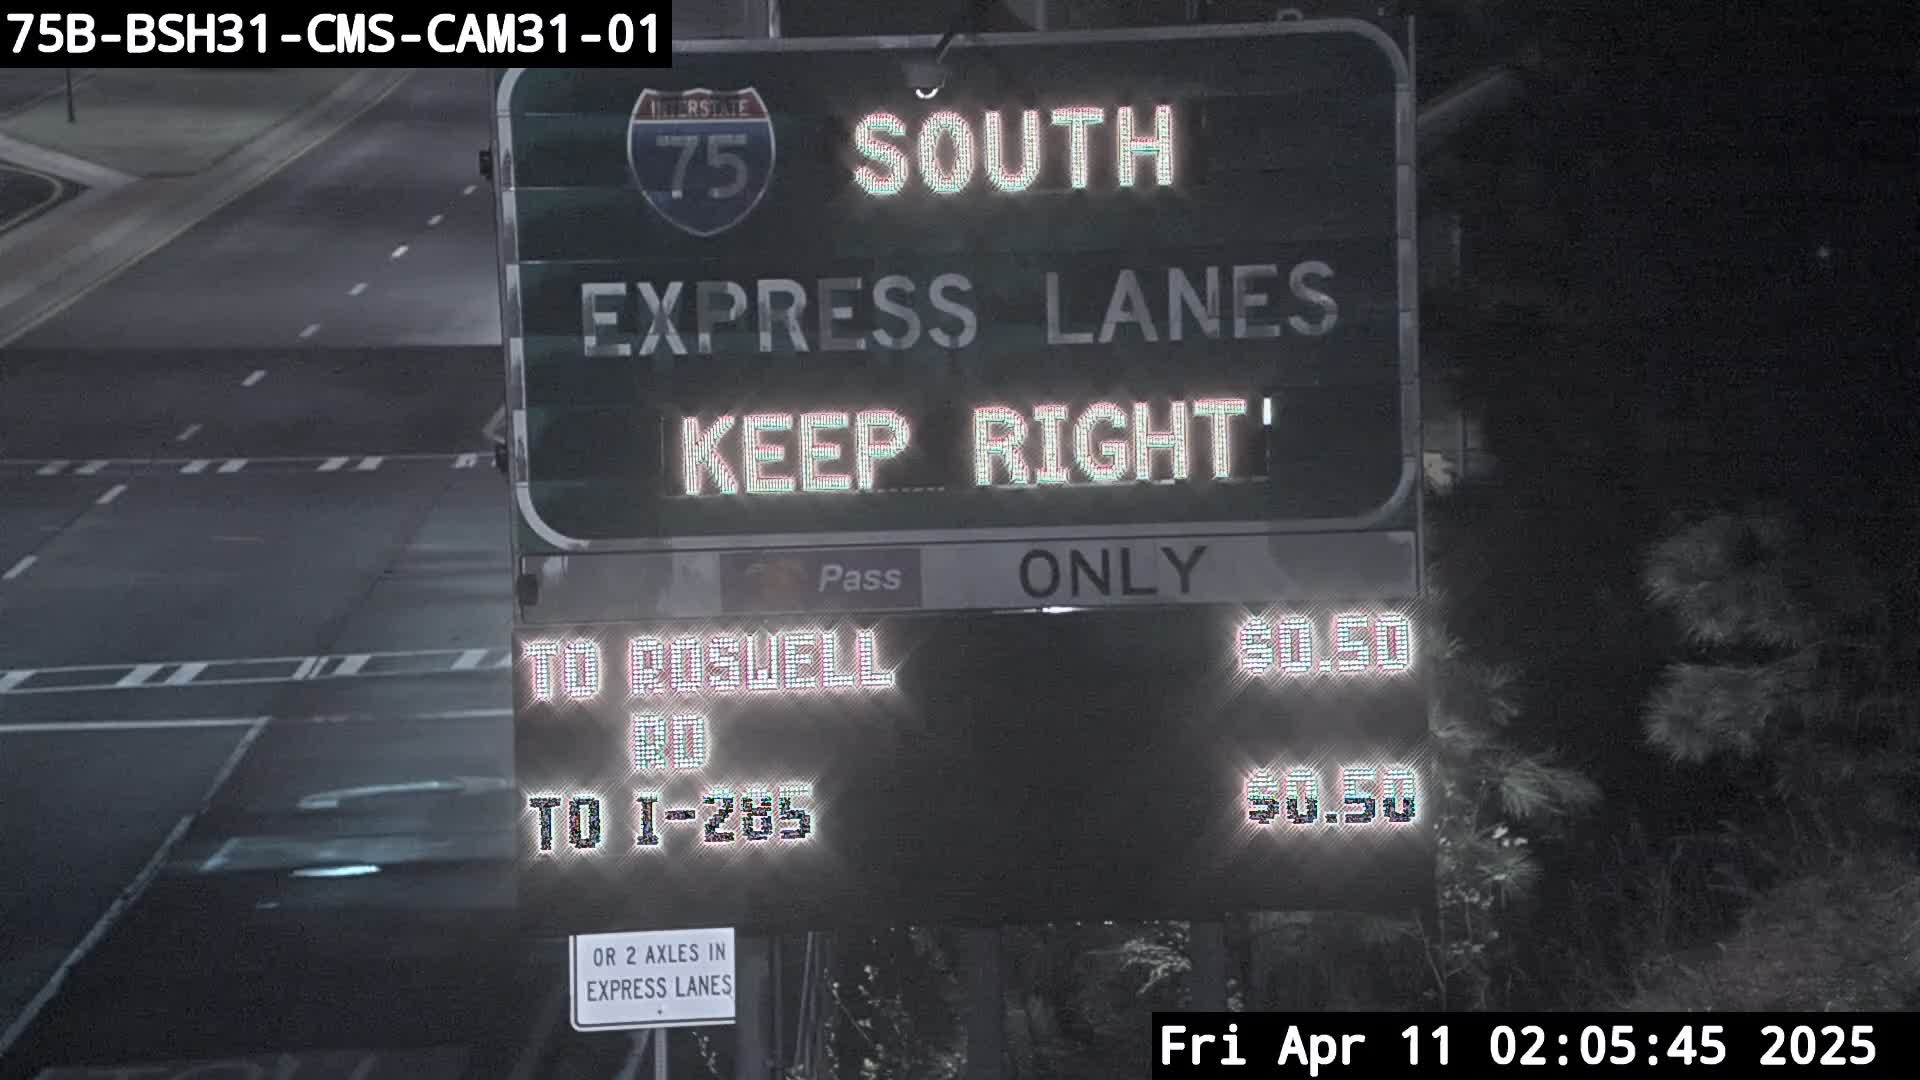 75B-BSH31-CMS-CAM31-01
INTERSTATE
75
SOUTH
EXPRESS LANES
KEEP RIGHT
Pass ONLY
TO ROSWELL $0.50
RD
TO I-285 $0.50
OR 2 AXLES IN
EXPRESS LANES
Fri Apr 11 02:05:45 2025